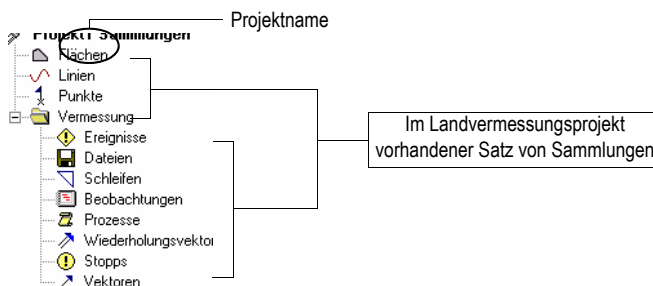 Projektname
Projekt1 Sammlungen
Flächen
Linien
Punkte
Vermessung
Ereignisse
Dateien
Schleifen
Beobachtungen
Prozesse
Wiederholungsvektor
Stopps
Vektoren
Im Landvermessungsprojekt
vorhandener Satz von Sammlungen